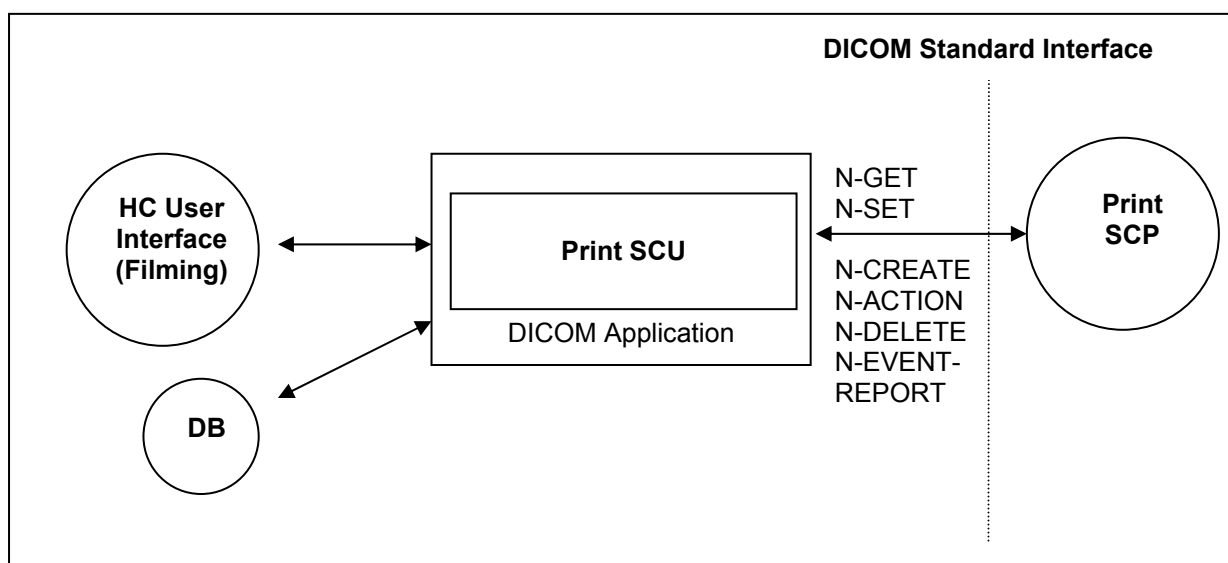 DICOM Standard Interface
HC User
Interface
(Filming)
DB
Print SCU
DICOM Application
N-GET
N-SET
N-CREATE
N-ACTION
N-DELETE
N-EVENT-
REPORT
Print
SCP